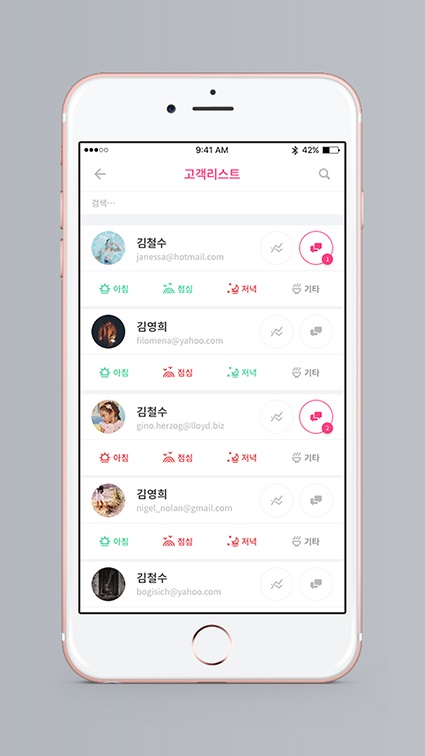 9:41 AM 42%
고객리스트
검색...
김철수
janessa@hotmail.com
1
아침 점심 저녁 기타
김영희
filomena@yahoo.com
아침 점심 저녁 기타
김철수
gino.herzog@lloyd.biz
2
아침 점심 저녁 기타
김영희
nigel_nolan@gmail.com
아침 점심 저녁 기타
김철수
bogisich@yahoo.com